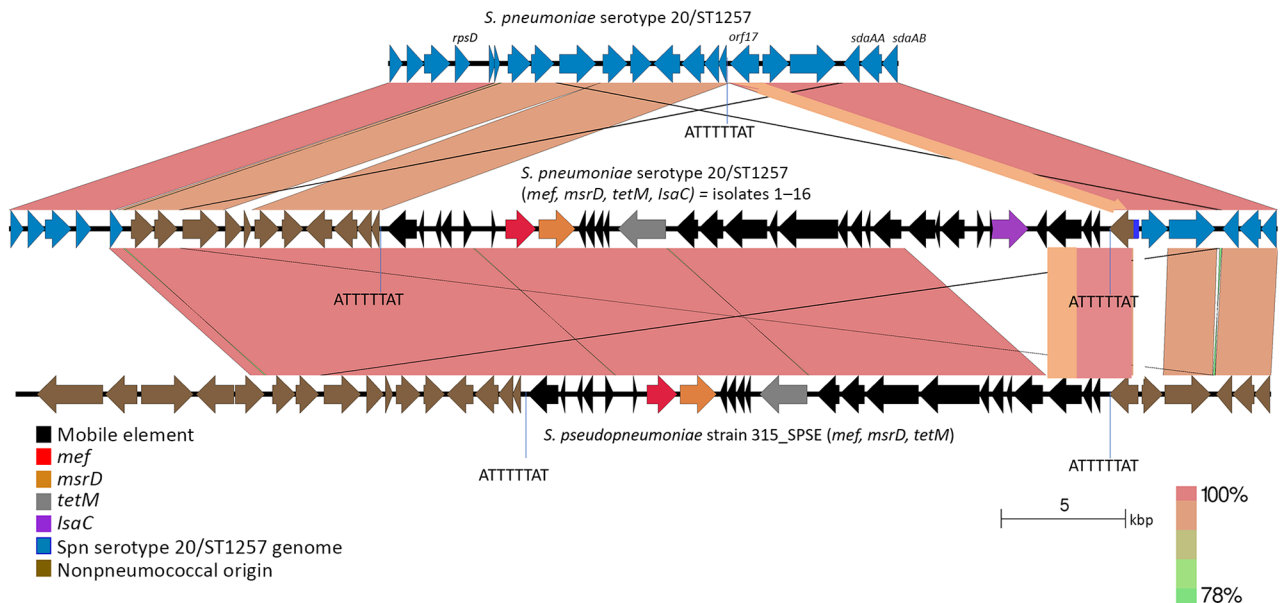 S. pneumoniae serotype 20/ST1257
rpsD
orf17
sdaAA
sdaAB
ATTTTTAT
S. pneumoniae serotype 20/ST1257
(mef, msrD, tetM, lsaC) = isolates 1–16
ATTTTTAT
ATTTTTAT
S. pseudopneumoniae strain 315_SPSE (mef, msrD, tetM)
ATTTTTAT
ATTTTTAT
Mobile element
mef
msrD
tetM
lsaC
Spn serotype 20/ST1257 genome
Nonpneumococcal origin
5
kbp
100%
78%